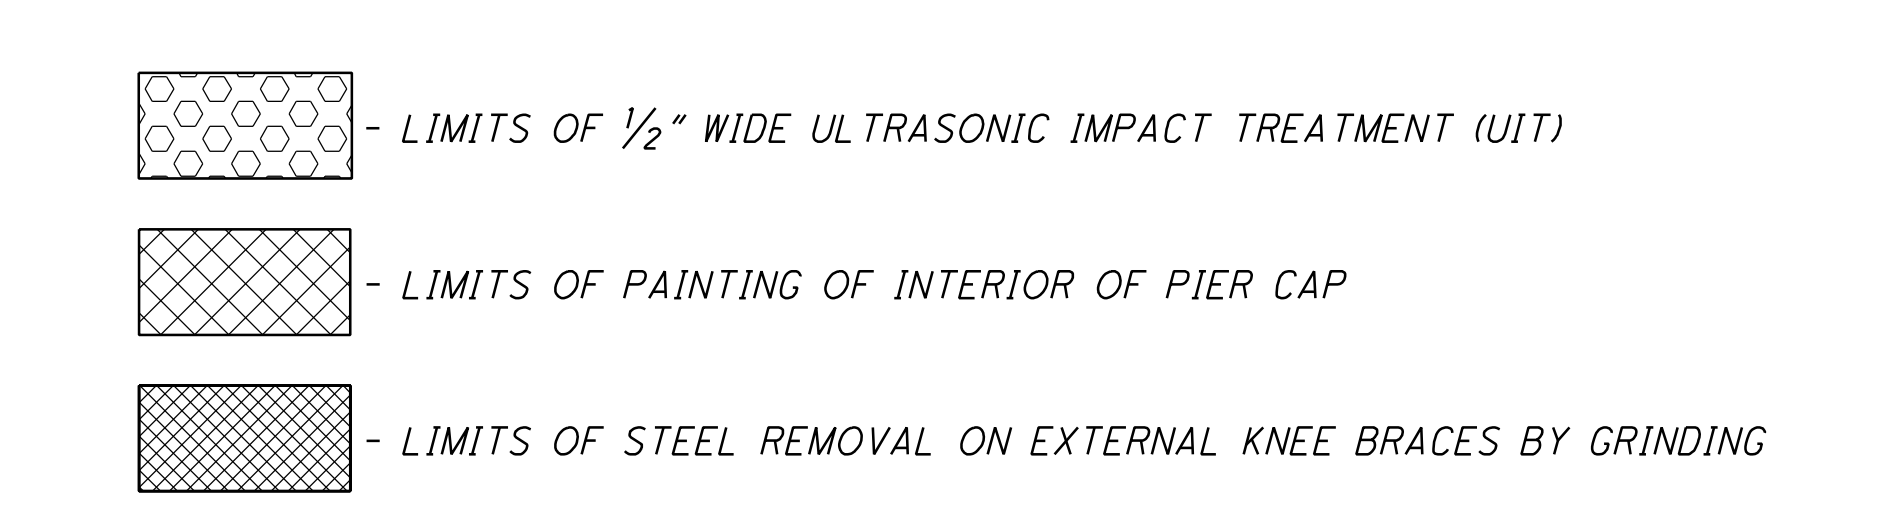 - LIMITS OF ½" WIDE ULTRASONIC IMPACT TREATMENT (UIT)
- LIMITS OF PAINTING OF INTERIOR OF PIER CAP
- LIMITS OF STEEL REMOVAL ON EXTERNAL KNEE BRACES BY GRINDING